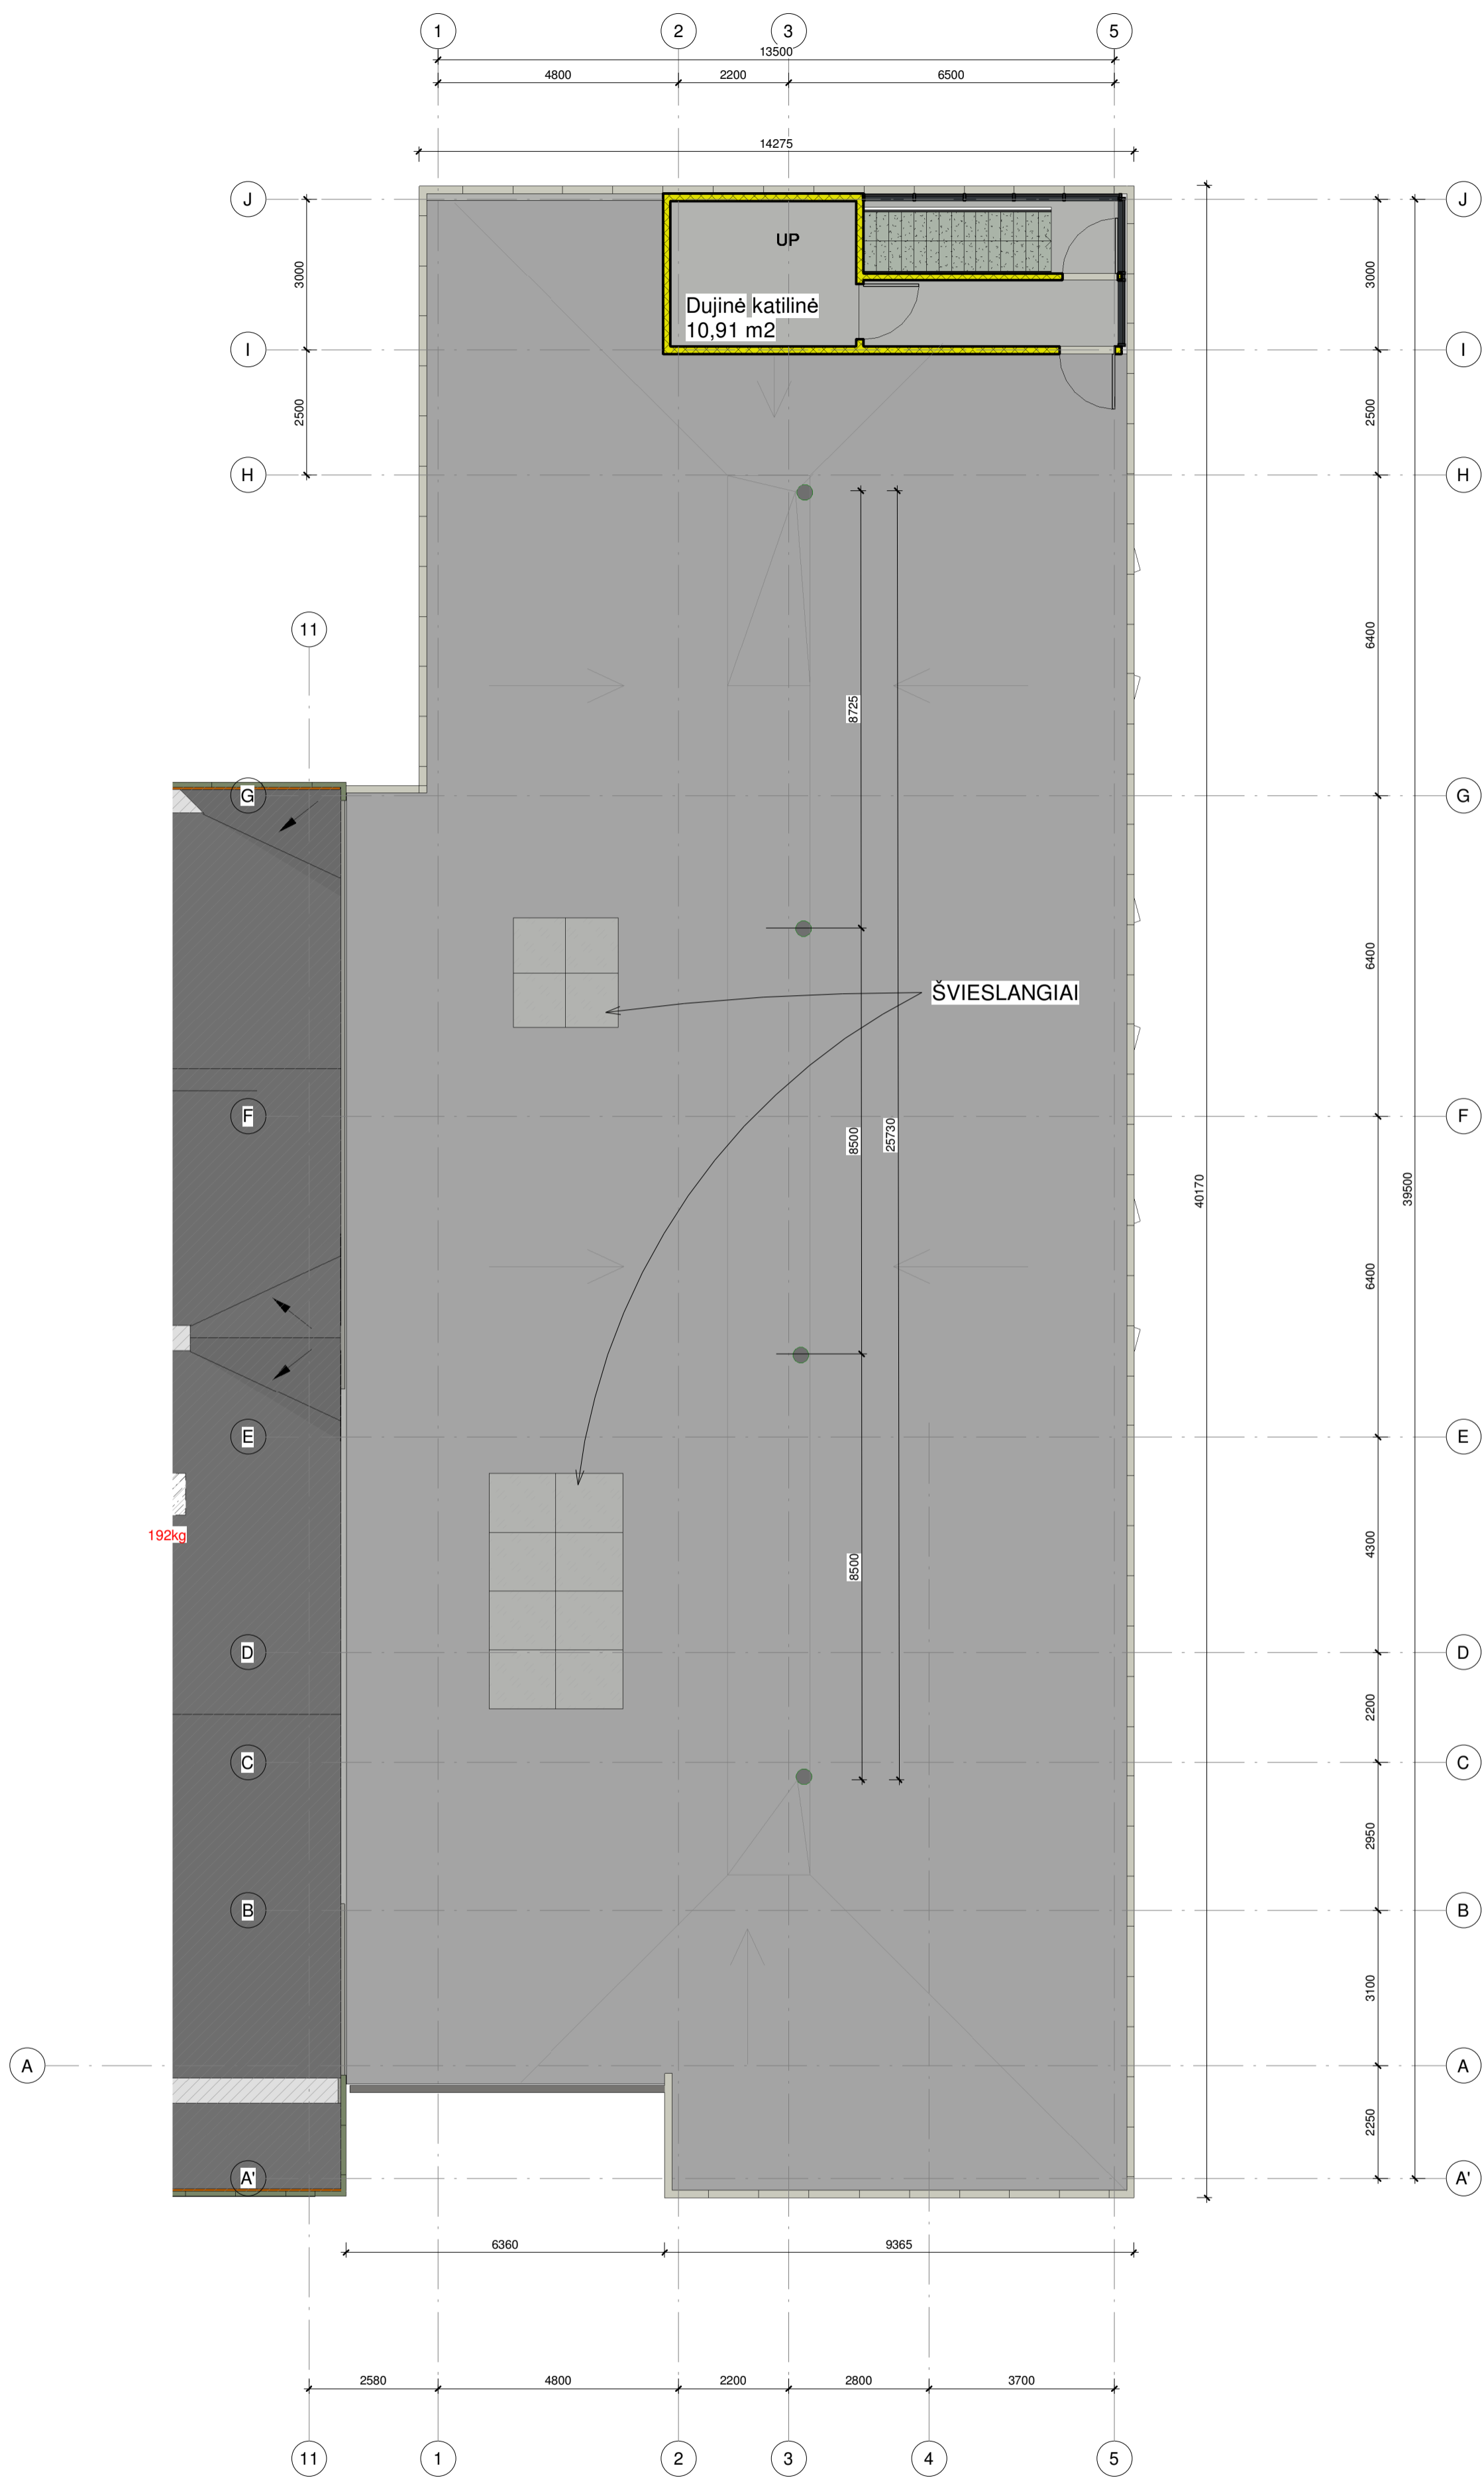 1
2
3
5
13500
4800
2200
6500
14275
J
J
UP
3000
3000
Dujinė katilinė
10,91 m2
I
I
2500
2500
H
H
11
6400
8725
G
G
6400
ŠVIESLANGIAI
F
F
8500
25730
40170
39500
6400
E
E
192kg
4300
8500
D
D
2200
C
C
2950
B
B
3100
A
A
2250
A'
A'
6360
9365
2580
4800
2200
2800
3700
11
1
2
3
4
5